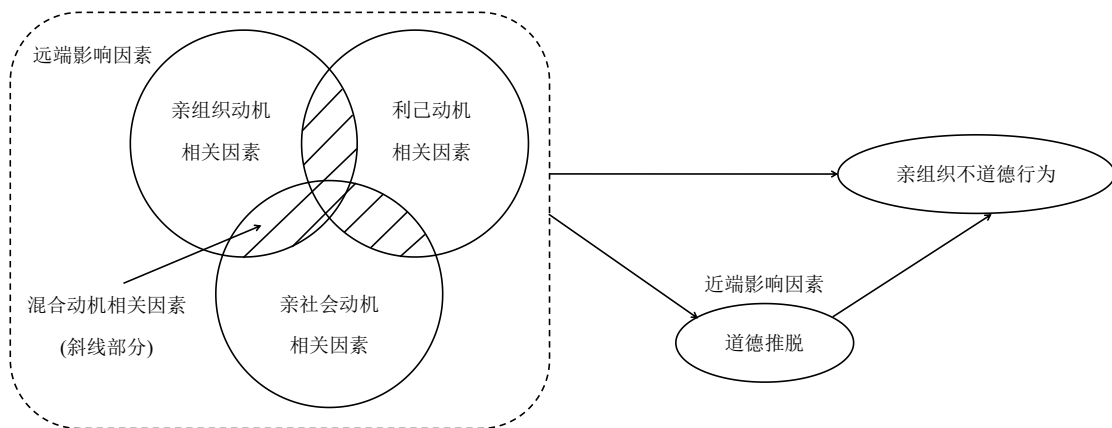 远端影响因素
亲组织动机
相关因素
利己动机
相关因素
亲组织不道德行为
混合动机相关因素
(斜线部分)
亲社会动机
相关因素
近端影响因素
道德推脱